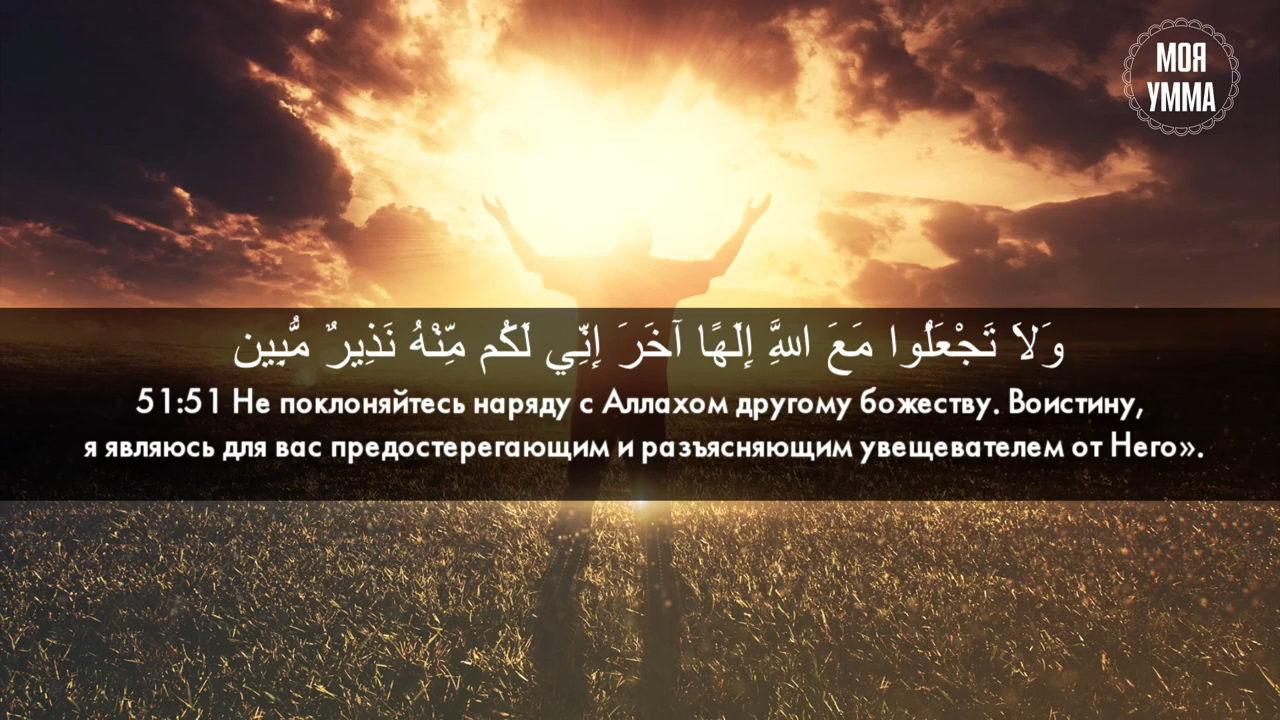 МОЯ
УММА
وَلَا تَجْعَلُوا مَعَ اللَّهِ إِلَهًا آخَرَ إِنِّي لَكُم مِّنْهُ نَذِيرٌ مُّبِين
51:51 Не поклоняйтесь наряду с Аллахом другому божеству. Воистину,
я являюсь для вас предостерегающим и разъясняющим увещевателем от Него».